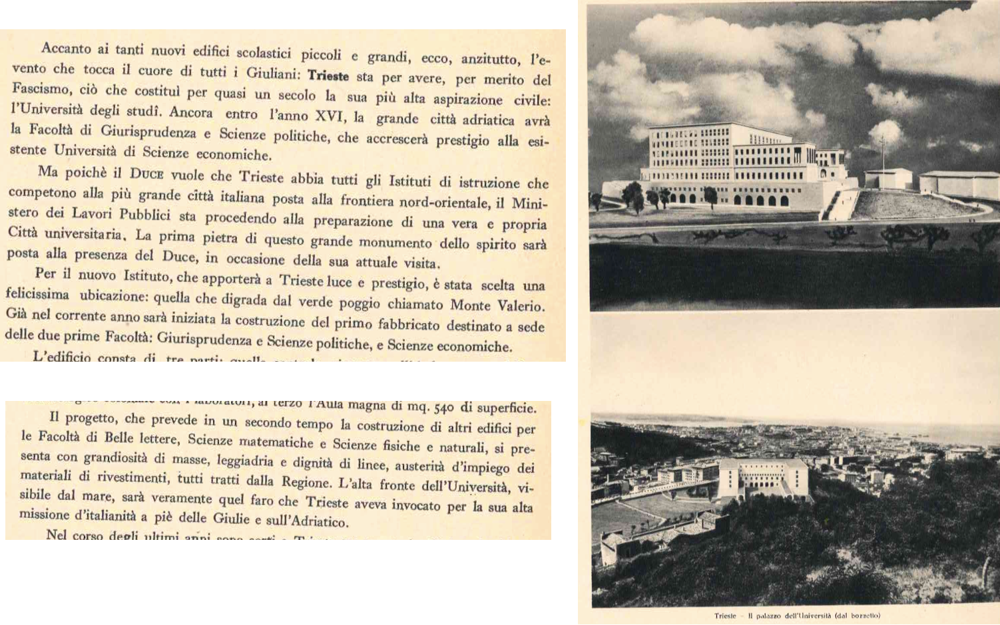 Accanto ai tanti nuovi edifici scolastici piccoli e grandi, ecco, anzitutto, l'e-
vento che tocca il cuore di tutti i Giuliani: Trieste sta per avere, per merito del
Fascismo, ciò che costituì per quasi un secolo la sua più alta aspirazione civile:
l'Università degli studî. Ancora entro l'anno XVI, la grande città adriatica avrà
la Facoltà di Giurisprudenza e Scienze politiche, che accrescerà prestigio alla esi-
stente Università di Scienze economiche.
Ma poichè il DUCE vuole che Trieste abbia tutti gli Istituti di istruzione che
competono alla più grande città italiana posta alla frontiera nord-orientale, il Mini-
stero dei Lavori Pubblici sta procedendo alla preparazione di una vera e propria
Città universitaria. La prima pietra di questo grande monumento dello spirito sarà
posta alla presenza del Duce, in occasione della sua attuale visita.
Per il nuovo Istituto, che apporterà a Trieste luce e prestigio, è stata scelta una
felicissima ubicazione: quella che digrada dal verde poggio chiamato Monte Valerio.
Già nel corrente anno sarà iniziata la costruzione del primo fabbricato destinato a sede
delle due prime Facoltà: Giurisprudenza e Scienze politiche, e Scienze economiche.
L'edificio consta di tre parti: quella
con i laboratori, al terzo l'Aula magna di mq. 540 di superficie.
Il progetto, che prevede in un secondo tempo la costruzione di altri edifici per
le Facoltà di Belle lettere, Scienze matematiche e Scienze fisiche e naturali, si pre-
senta con grandiosità di masse, leggiadria e dignità di linee, austerità d'impiego dei
materiali di rivestimenti, tutti tratti dalla Regione. L'alta fronte dell'Università, vi-
sibile dal mare, sarà veramente quel faro che Trieste aveva invocato per la sua alta
missione d'italianità a piè delle Giulie e sull'Adriatico.
Nel corso degli ultimi anni sono
Trieste - Il palazzo dell'Università (dal bozzetto)